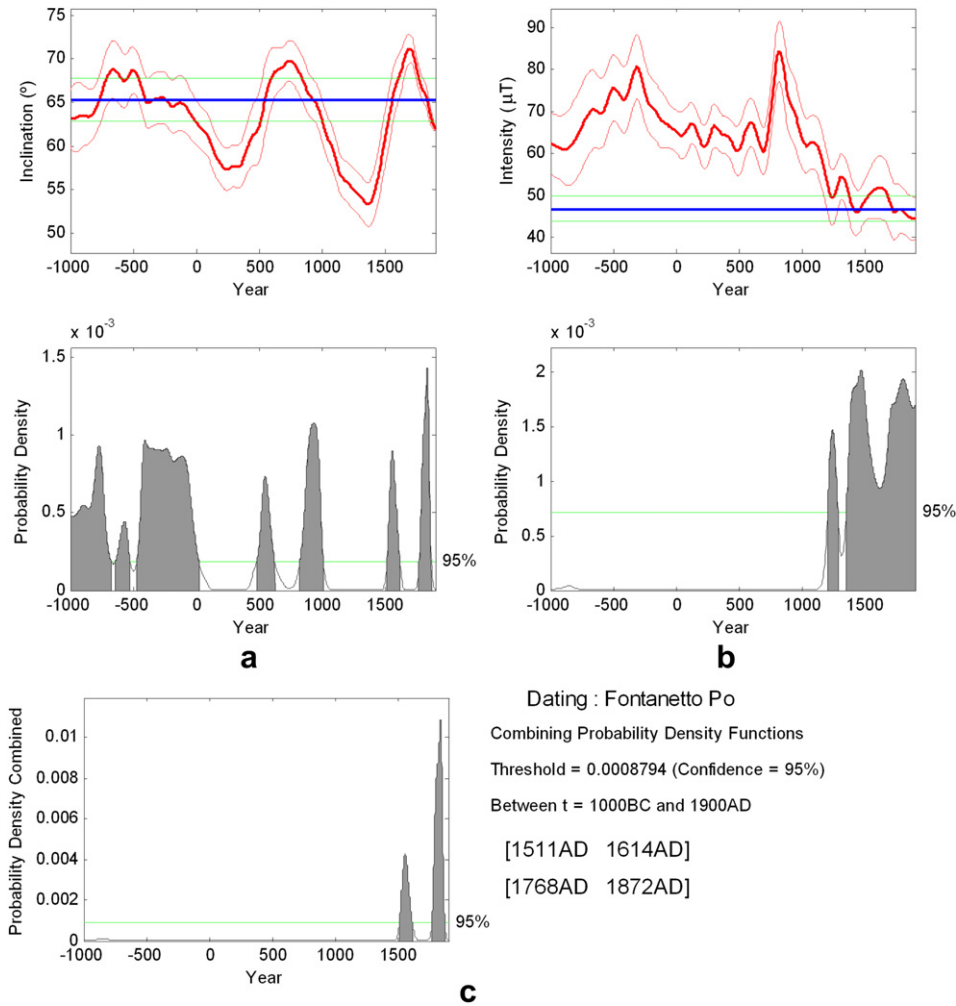 75
70
65
60
55
50
Inclination (º)
-1000 -500 0 500 1000 1500
Year
90
80
70
60
50
40
Intensity (µT)
-1000 -500 0 500 1000 1500
Year
x 10⁻³
1.5
1
0.5
0
Probability Density
95%
-1000 -500 0 500 1000 1500
Year
a
x 10⁻³
2
1.5
1
0.5
0
Probability Density
95%
-1000 -500 0 500 1000 1500
Year
b
0.01
0.008
0.006
0.004
0.002
0
Probability Density Combined
95%
-1000 -500 0 500 1000 1500
Year
Dating : Fontanetto Po
Combining Probability Density Functions
Threshold = 0.0008794 (Confidence = 95%)
Between t = 1000BC and 1900AD
[1511AD 1614AD]
[1768AD 1872AD]
c